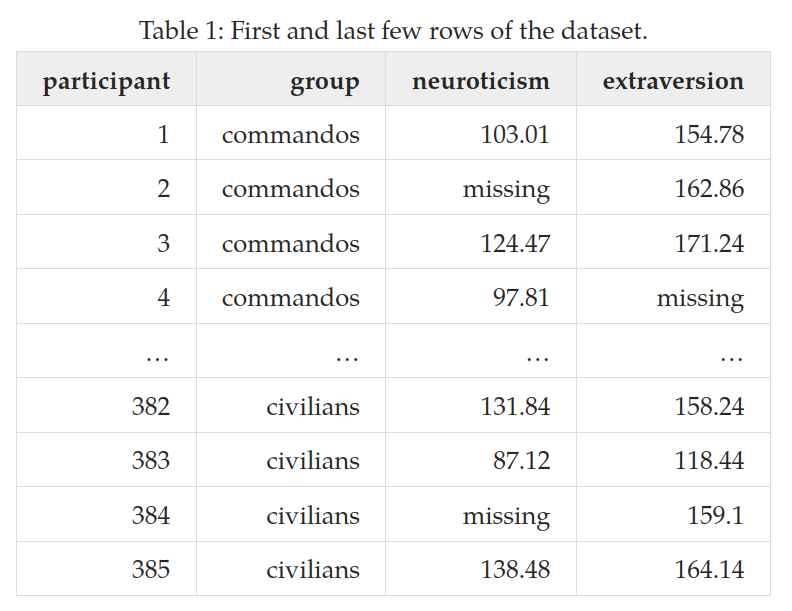 Table 1: First and last few rows of the dataset.
participant group neuroticism extraversion
1 commandos 103.01 154.78
2 commandos missing 162.86
3 commandos 124.47 171.24
4 commandos 97.81 missing
… … … …
382 civilians 131.84 158.24
383 civilians 87.12 118.44
384 civilians missing 159.1
385 civilians 138.48 164.14